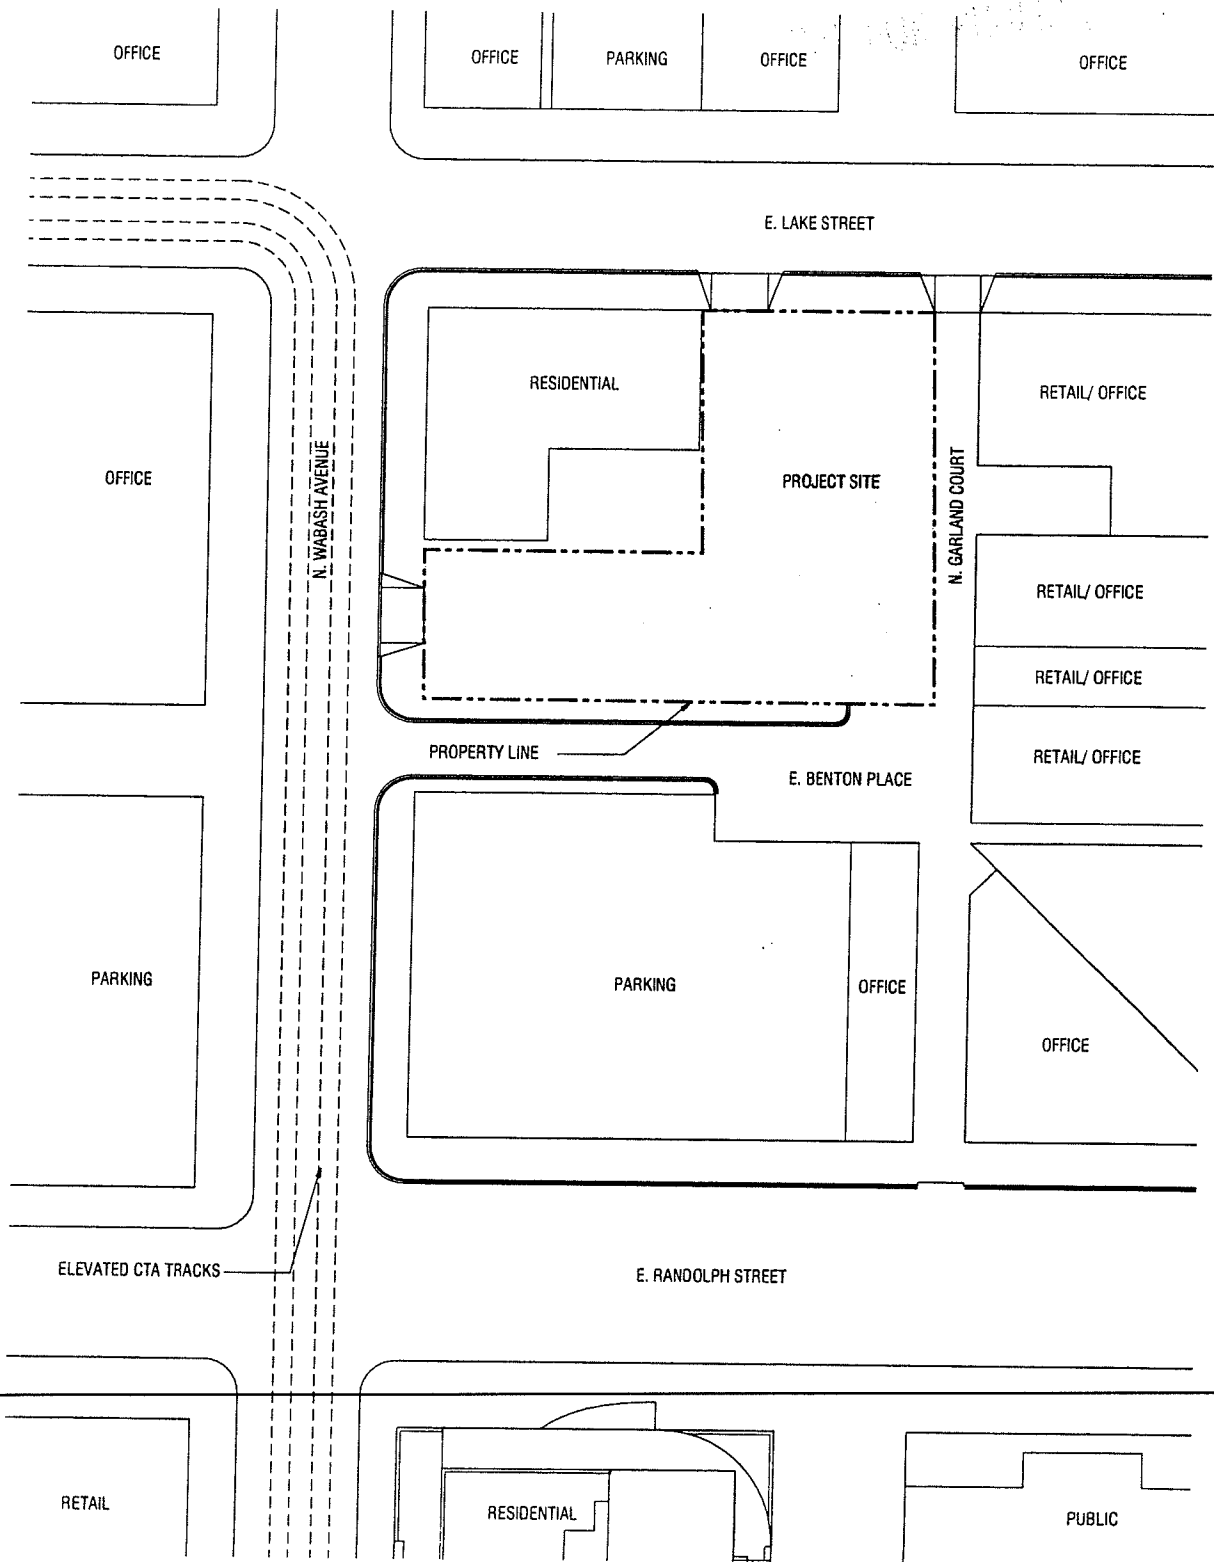 OFFICE
OFFICE
PARKING
OFFICE
OFFICE
E. LAKE STREET
RESIDENTIAL
RETAIL/ OFFICE
OFFICE
N. WABASH AVENUE
PROJECT SITE
N. GARLAND COURT
RETAIL/ OFFICE
RETAIL/ OFFICE
PROPERTY LINE
RETAIL/ OFFICE
E. BENTON PLACE
PARKING
PARKING
OFFICE
OFFICE
ELEVATED CTA TRACKS
E. RANDOLPH STREET
RETAIL
RESIDENTIAL
PUBLIC